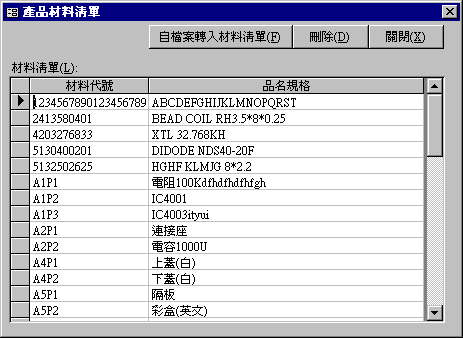 產品材料清單
自檔案轉入材料清單(F) 刪除(D) 關閉(X)
材料清單(L):
材料代號 品名規格
1234567890123456789 ABCDEFGHIJKLMNOPQRST
2413580401 BEAD COIL RH3.5*8*0.25
4203276833 XTL 32.768KH
5130400201 DIDODE NDS40-20F
5132502625 HGHF KLMJG 8*2.2
A1P1 電阻100Kdfhdfhdfhfgh
A1P2 IC4001
A1P3 IC4003ityui
A2P1 連接座
A2P2 電容1000U
A4P1 上蓋(白)
A4P2 下蓋(白)
A5P1 隔板
A5P2 彩盒(英文)